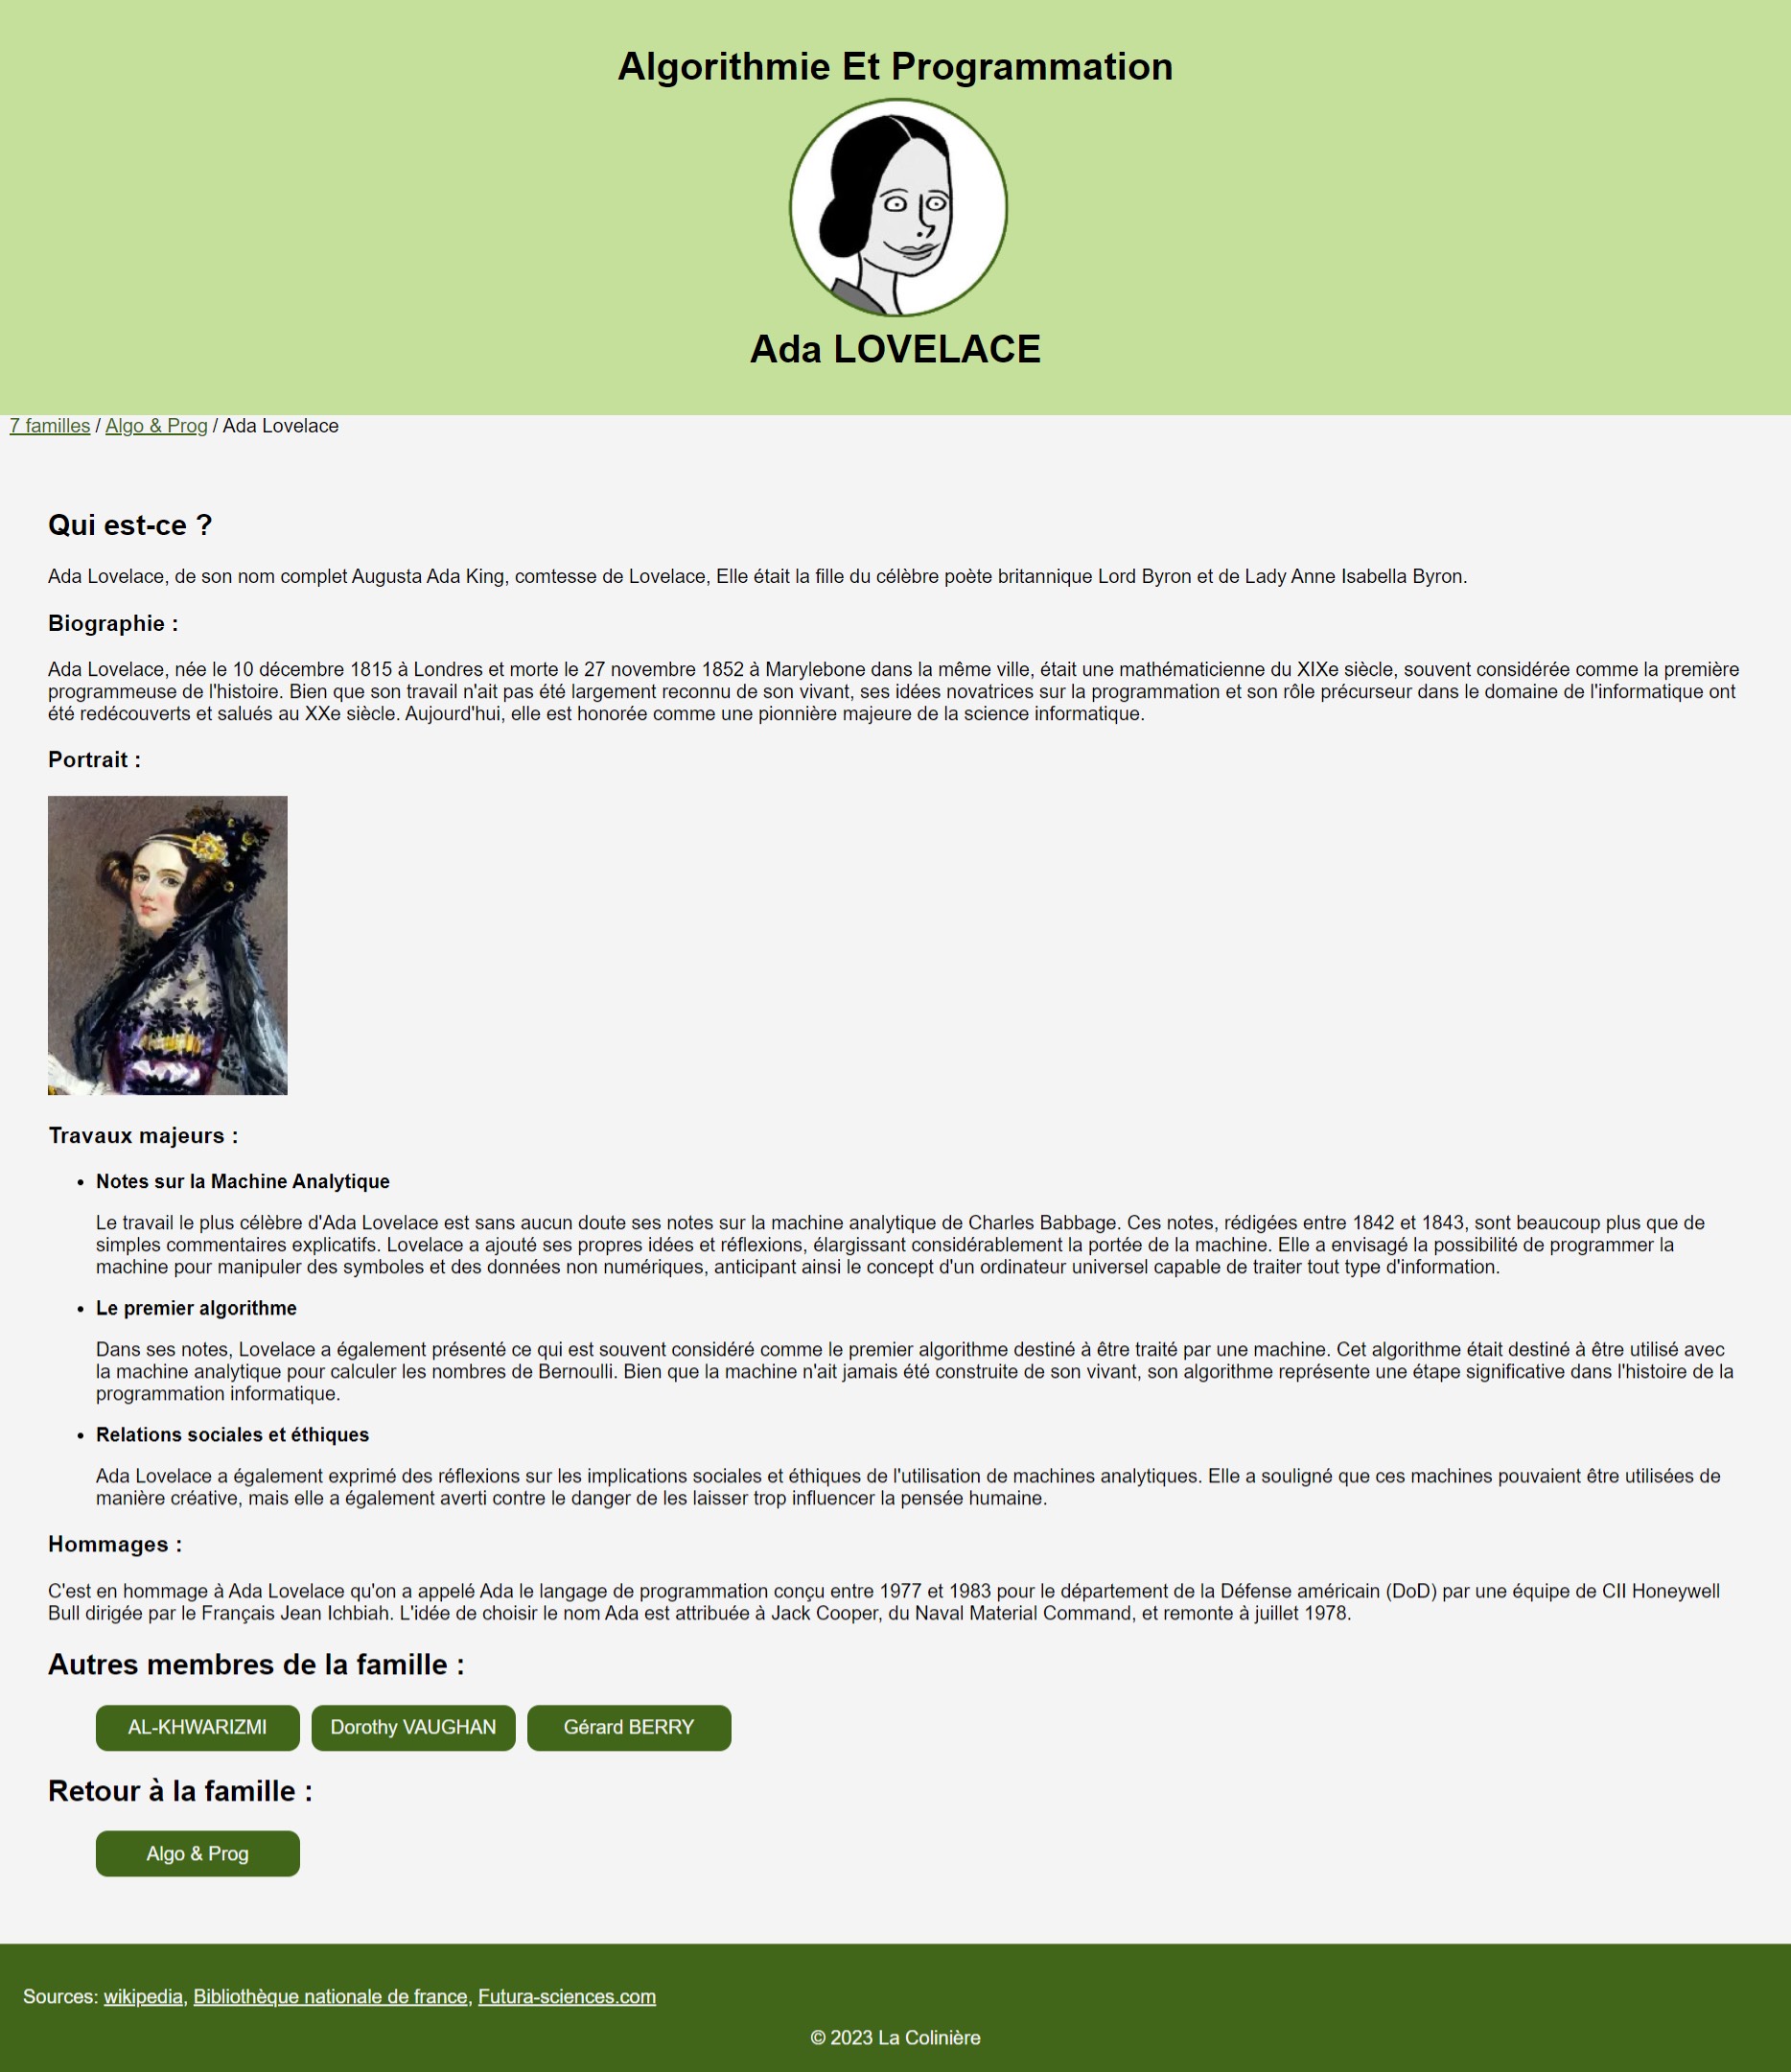 Algorithmie Et Programmation
Ada LOVELACE
7 familles / Algo & Prog / Ada Lovelace
Qui est-ce ?
Ada Lovelace, de son nom complet Augusta Ada King, comtesse de Lovelace, Elle était la fille du célèbre poète britannique Lord Byron et de Lady Anne Isabella Byron.
Biographie :
Ada Lovelace, née le 10 décembre 1815 à Londres et morte le 27 novembre 1852 à Marylebone dans la même ville, était une mathématicienne du XIXe siècle, souvent considérée comme la première
programmeuse de l'histoire. Bien que son travail n'ait pas été largement reconnu de son vivant, ses idées novatrices sur la programmation et son rôle précurseur dans le domaine de l'informatique ont
été redécouverts et salués au XXe siècle. Aujourd'hui, elle est honorée comme une pionnière majeure de la science informatique.
Portrait :
Travaux majeurs :
• Notes sur la Machine Analytique
Le travail le plus célèbre d'Ada Lovelace est sans aucun doute ses notes sur la machine analytique de Charles Babbage. Ces notes, rédigées entre 1842 et 1843, sont beaucoup plus que de
simples commentaires explicatifs. Lovelace a ajouté ses propres idées et réflexions, élargissant considérablement la portée de la machine. Elle a envisagé la possibilité de programmer la
machine pour manipuler des symboles et des données non numériques, anticipant ainsi le concept d'un ordinateur universel capable de traiter tout type d'information.
• Le premier algorithme
Dans ses notes, Lovelace a également présenté ce qui est souvent considéré comme le premier algorithme destiné à être traité par une machine. Cet algorithme était destiné à être utilisé avec
la machine analytique pour calculer les nombres de Bernoulli. Bien que la machine n'ait jamais été construite de son vivant, son algorithme représente une étape significative dans l'histoire de la
programmation informatique.
• Relations sociales et éthiques
Ada Lovelace a également exprimé des réflexions sur les implications sociales et éthiques de l'utilisation de machines analytiques. Elle a souligné que ces machines pouvaient être utilisées de
manière créative, mais elle a également averti contre le danger de les laisser trop influencer la pensée humaine.
Hommages :
C'est en hommage à Ada Lovelace qu'on a appelé Ada le langage de programmation conçu entre 1977 et 1983 pour le département de la Défense américain (DoD) par une équipe de CII Honeywell
Bull dirigée par le Français Jean Ichbiah. L'idée de choisir le nom Ada est attribuée à Jack Cooper, du Naval Material Command, et remonte à juillet 1978.
Autres membres de la famille :
AL-KHWARIZMI Dorothy VAUGHAN Gérard BERRY
Retour à la famille :
Algo & Prog
Sources: wikipedia, Bibliothèque nationale de france, Futura-sciences.com
© 2023 La Colinière